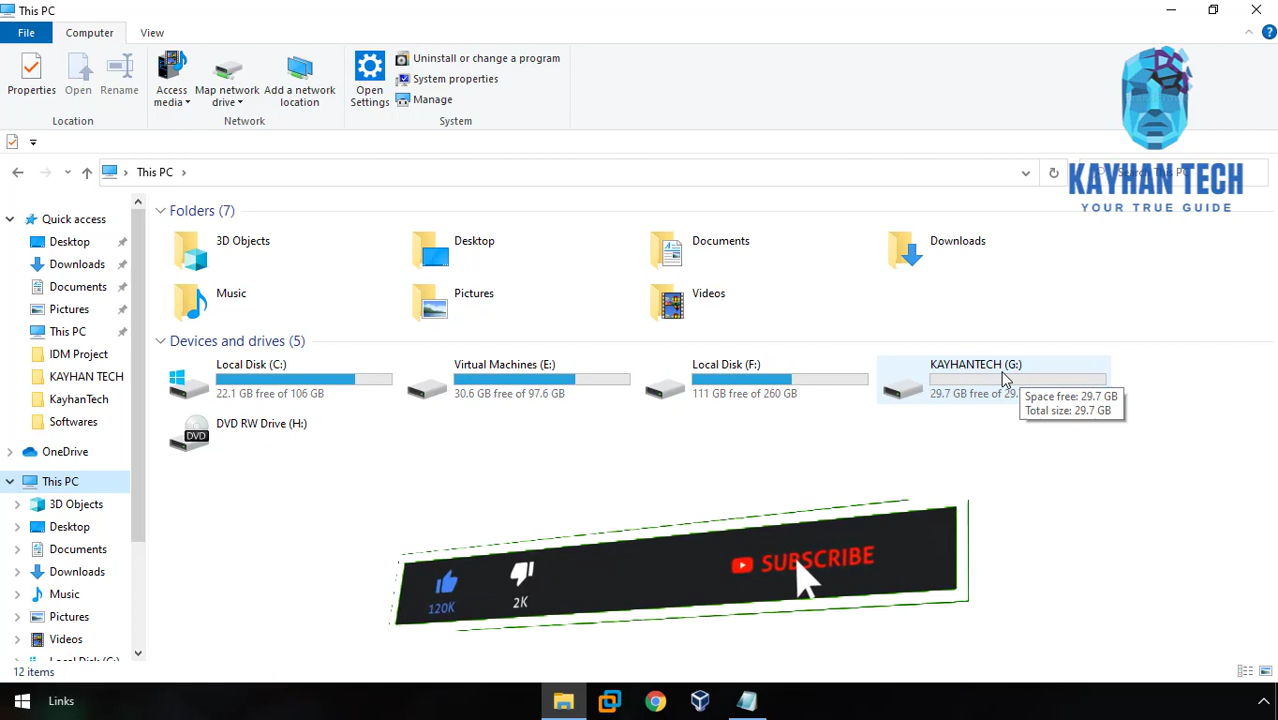 This PC
File
Computer
View
Properties
Open
Rename
Access media
Map network drive
Add a network location
Open Settings
Uninstall or change a program
System properties
Manage
Location
Network
System
This PC
KAYHAN TECH
YOUR TRUE GUIDE
Quick access
Desktop
Downloads
Documents
Pictures
This PC
IDM Project
KAYHAN TECH
KayhanTech
Softwares
OneDrive
This PC
3D Objects
Desktop
Documents
Downloads
Music
Pictures
Videos
Folders (7)
3D Objects
Desktop
Documents
Downloads
Music
Pictures
Videos
Devices and drives (5)
Local Disk (C:)
22.1 GB free of 106 GB
Virtual Machines (E:)
30.6 GB free of 97.6 GB
Local Disk (F:)
111 GB free of 260 GB
KAYHANTECH (G:)
29.7 GB free of 29.
Space free: 29.7 GB
Total size: 29.7 GB
DVD RW Drive (H:)
DVD
120K
2K
SUBSCRIBE
12 items
Links